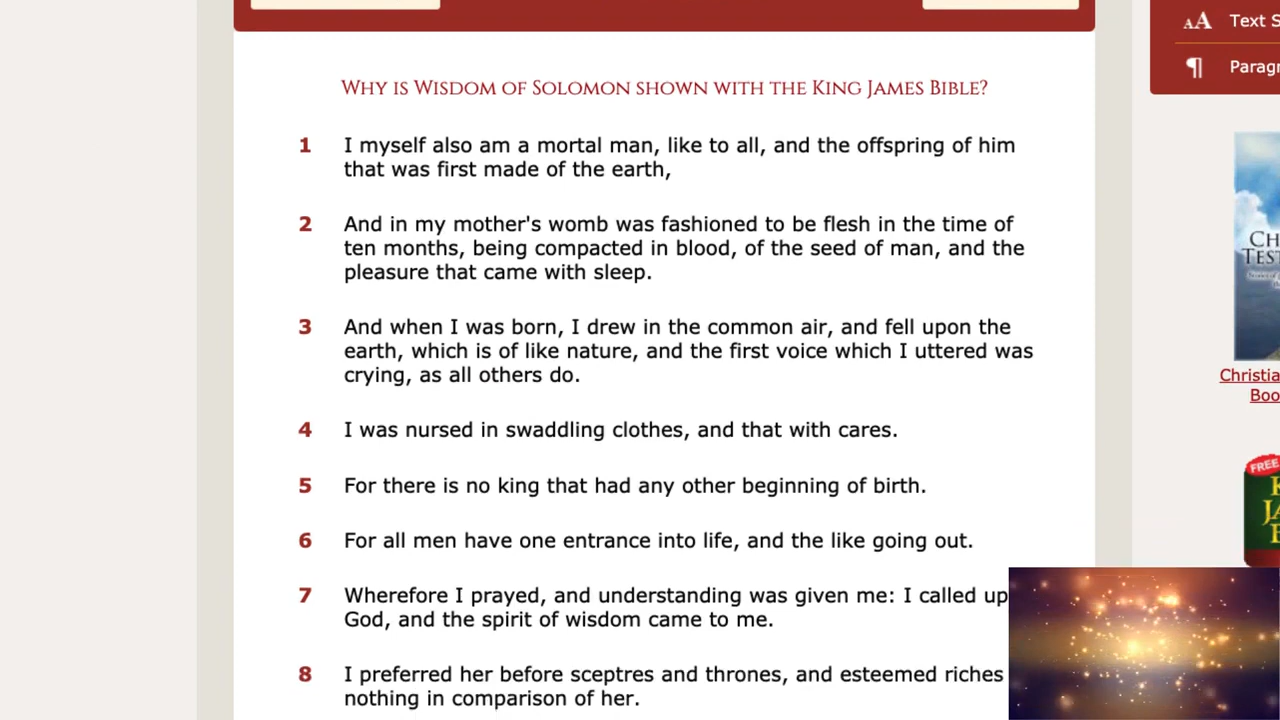 Why is Wisdom of Solomon shown with the King James Bible?
1 I myself also am a mortal man, like to all, and the offspring of him
that was first made of the earth,
2 And in my mother's womb was fashioned to be flesh in the time of
ten months, being compacted in blood, of the seed of man, and the
pleasure that came with sleep.
3 And when I was born, I drew in the common air, and fell upon the
earth, which is of like nature, and the first voice which I uttered was
crying, as all others do.
4 I was nursed in swaddling clothes, and that with cares.
5 For there is no king that had any other beginning of birth.
6 For all men have one entrance into life, and the like going out.
7 Wherefore I prayed, and understanding was given me: I called up
God, and the spirit of wisdom came to me.
8 I preferred her before sceptres and thrones, and esteemed riches
nothing in comparison of her.
AA Text S
¶ Paragr
CH
TEST
Christia
Boo
FREE
K
JA